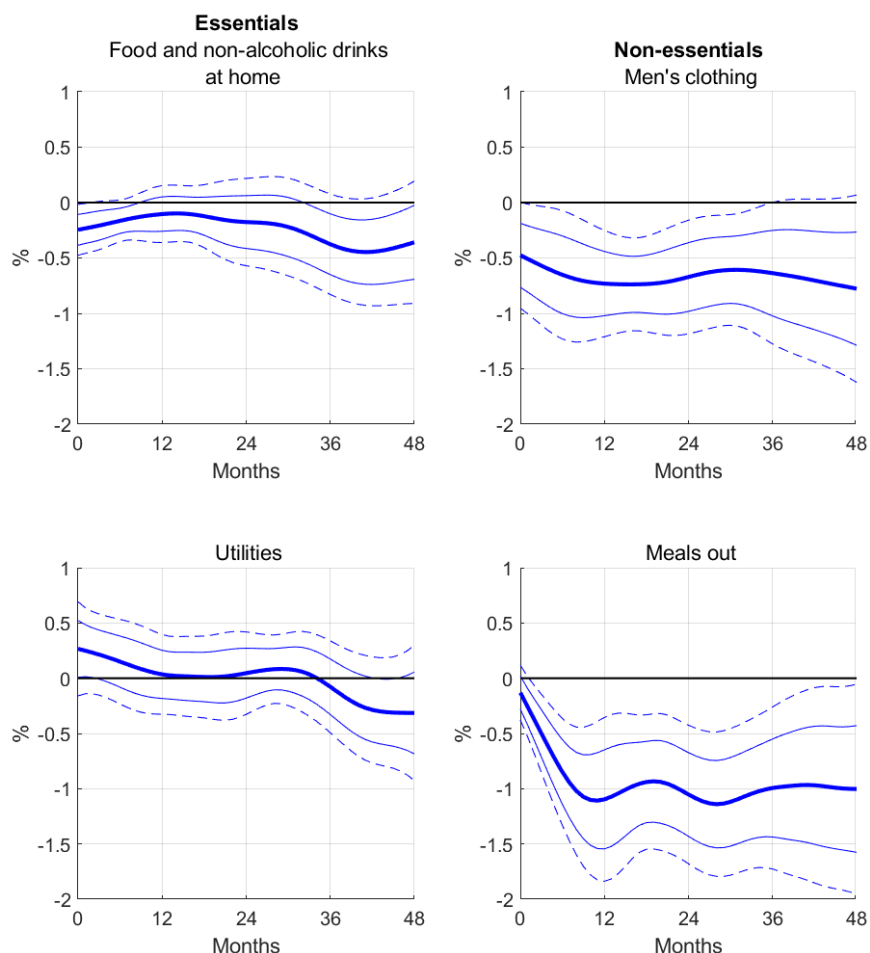 Essentials
Food and non-alcoholic drinks
at home
1
0.5
0
-0.5
-1
-1.5
-2
%
0 12 24 36 48
Months
Non-essentials
Men's clothing
1
0.5
0
-0.5
-1
-1.5
-2
%
0 12 24 36 48
Months
Utilities
1
0.5
0
-0.5
-1
-1.5
-2
%
0 12 24 36 48
Months
Meals out
1
0.5
0
-0.5
-1
-1.5
-2
%
0 12 24 36 48
Months